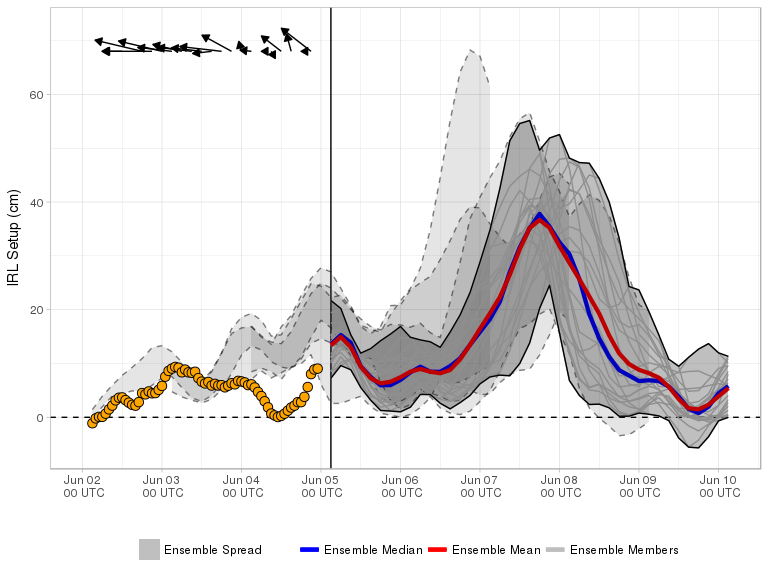 IRL Setup (cm)
60
40
20
0
Jun 02 Jun 03 Jun 04 Jun 05 Jun 06 Jun 07 Jun 08 Jun 09 Jun 10
00 UTC 00 UTC 00 UTC 00 UTC 00 UTC 00 UTC 00 UTC 00 UTC 00 UTC
Ensemble Spread Ensemble Median Ensemble Mean Ensemble Members